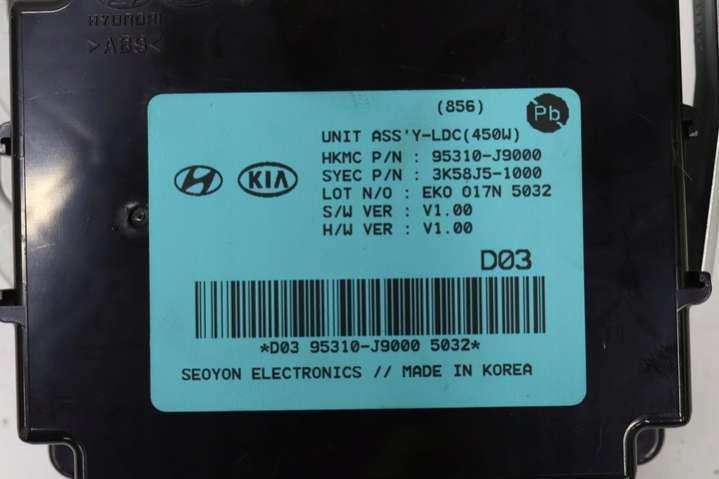 HYUNDAI
>ABS<
(856)
Pb
UNIT ASS'Y-LDC(450W)
HKMC P/N : 95310-J9000
SYEC P/N : 3K58J5-1000
LOT N/O : EKO 017N 5032
S/W VER : V1.00
H/W VER : V1.00
KIA
D03
*D03 95310-J9000 5032*
SEOYON ELECTRONICS // MADE IN KOREA